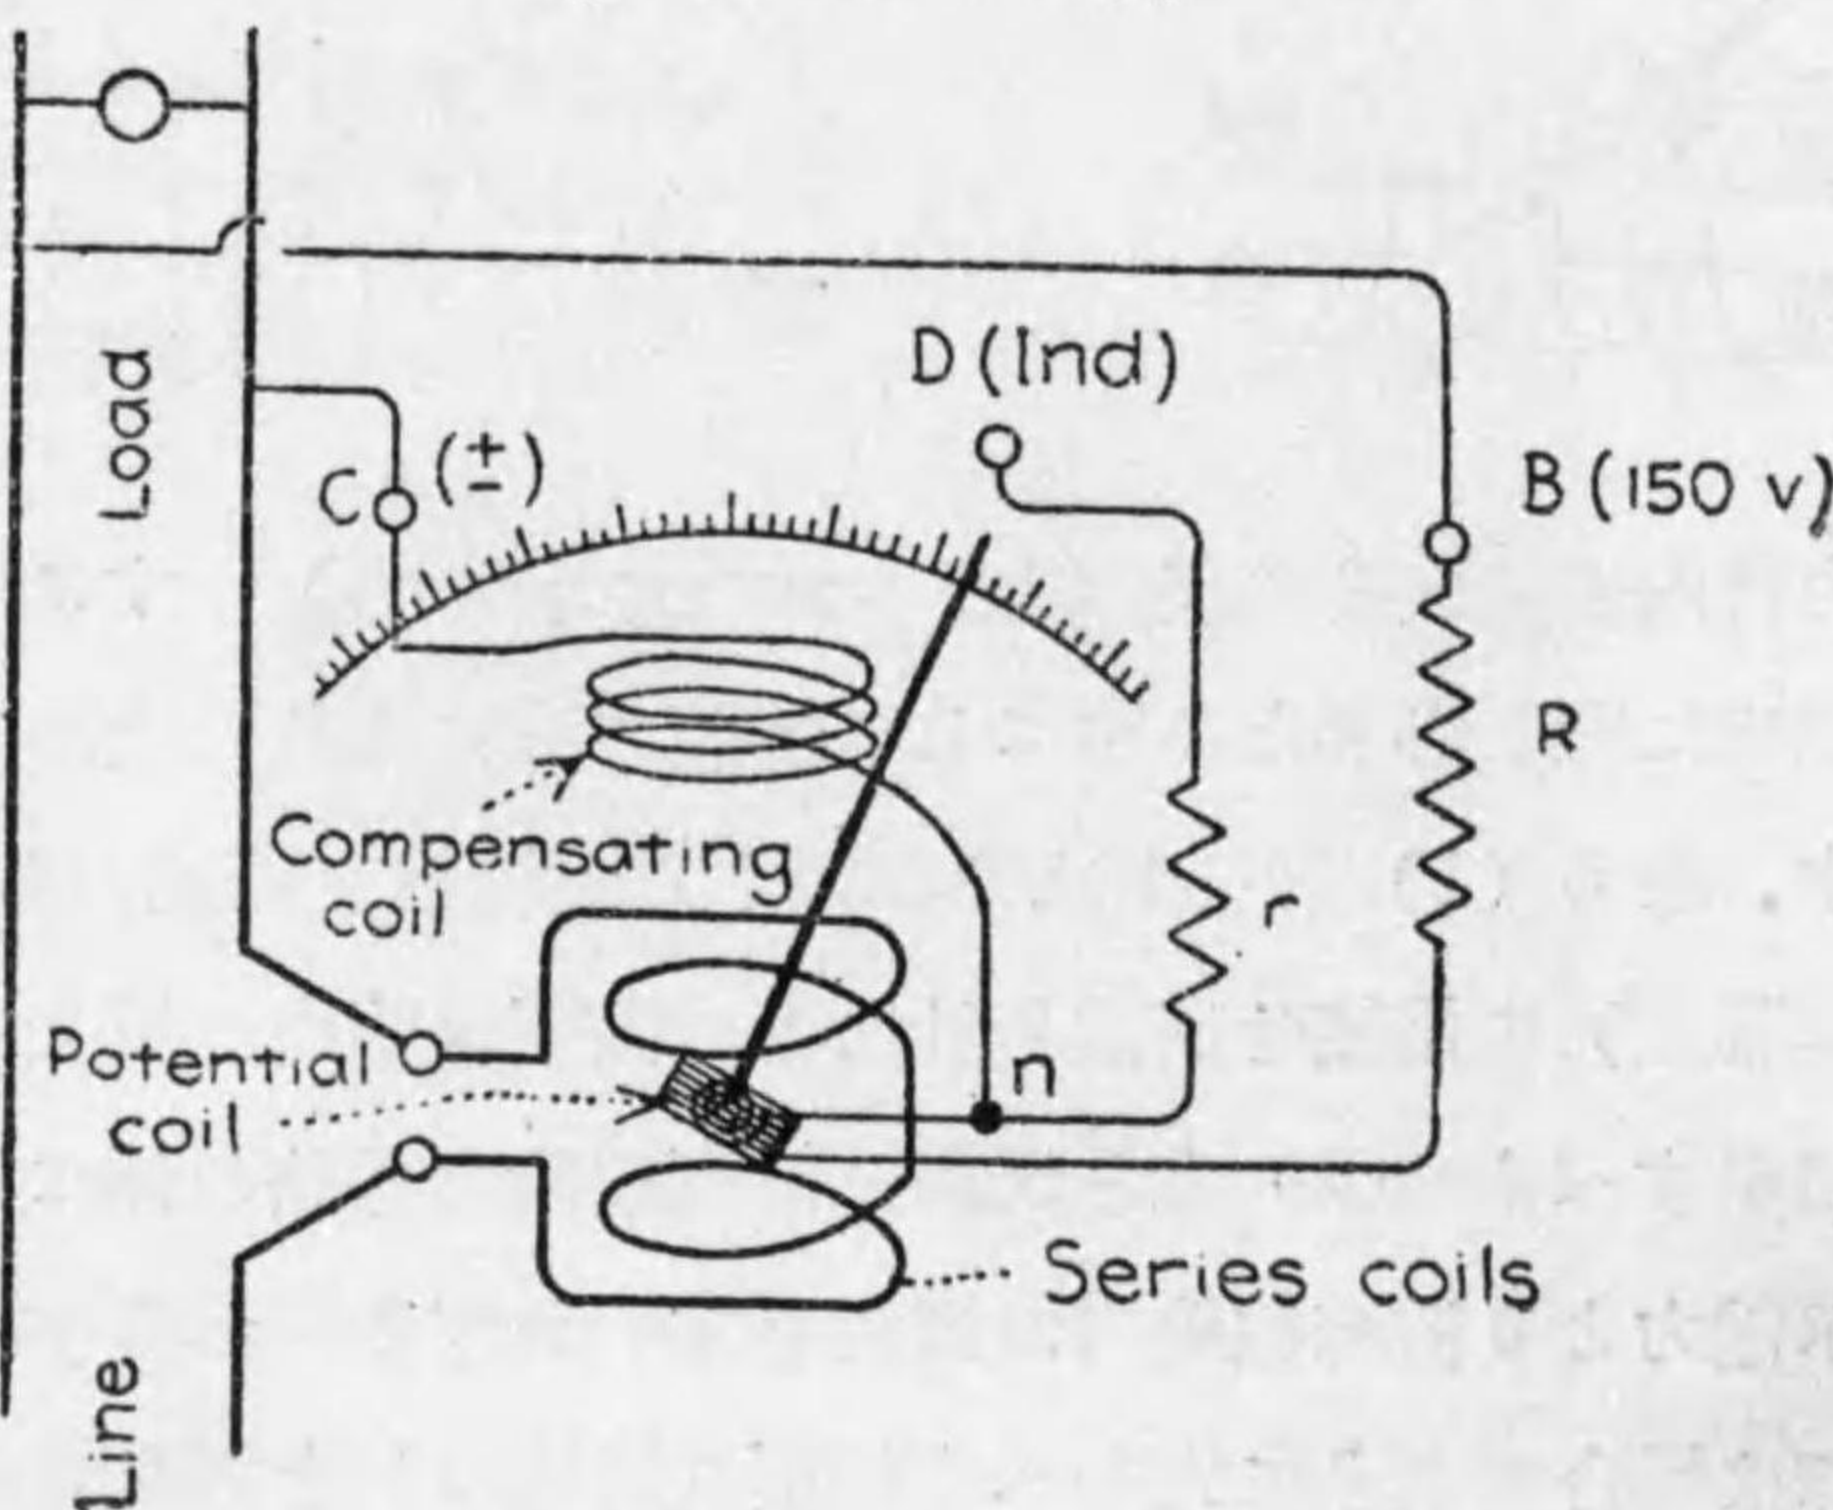 D (Ind)
Load
C (±)
B (150 v)
R
Compensating
coil
r
Potential
coil
n
Series coils
Line